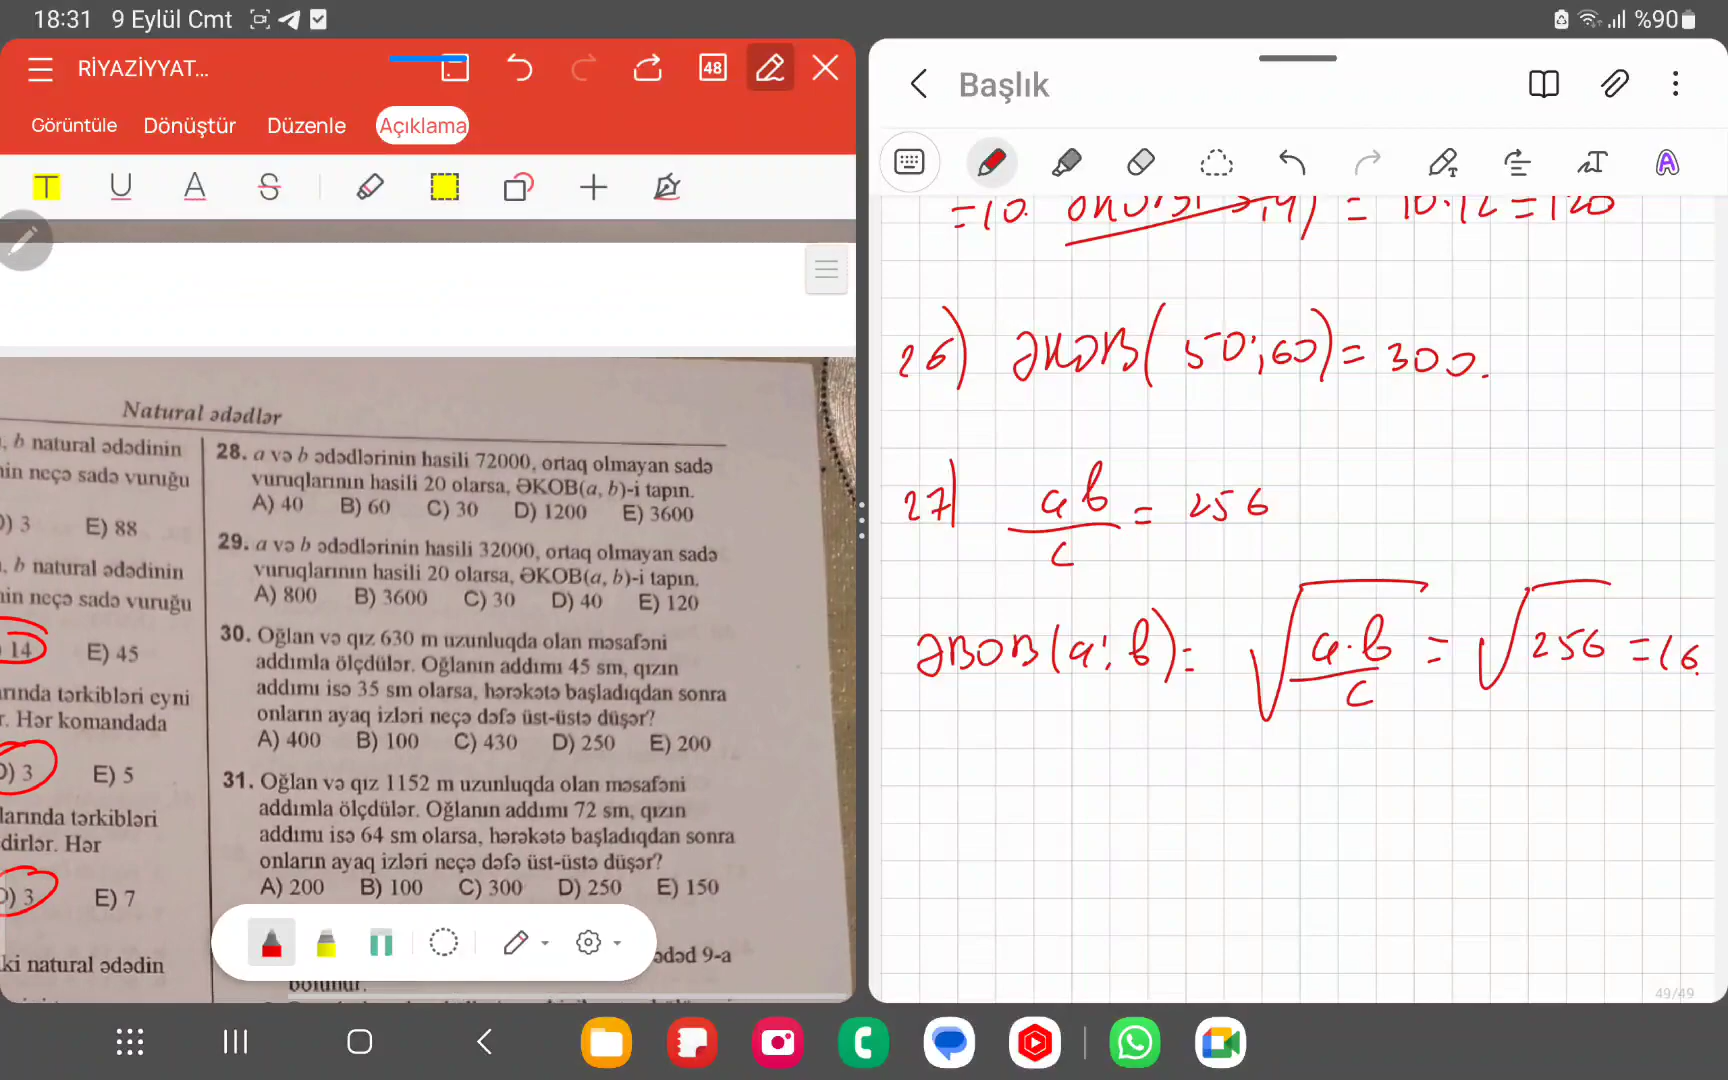 18:31 9 Eylül Cmt %90
RİYAZİYYAT... 48
Görüntüle Dönüştür Düzenle Açıklama
Natural ədədlər
, b natural ədədinin
nin neçə sadə vuruğu
D) 3 E) 88
, b natural ədədinin
nin neçə sadə vuruğu
14 E) 45
arında tərkibləri eyni
r. Hər komandada
D) 3 E) 5
larında tərkibləri
dirlər. Hər
D) 3 E) 7
ki natural ədədin
28. a və b ədədlərinin hasili 72000, ortaq olmayan sadə
vuruqlarının hasili 20 olarsa, ƏKOB(a, b)-i tapın.
A) 40 B) 60 C) 30 D) 1200 E) 3600
29. a və b ədədlərinin hasili 32000, ortaq olmayan sadə
vuruqlarının hasili 20 olarsa, ƏKOB(a, b)-i tapın.
A) 800 B) 3600 C) 30 D) 40 E) 120
30. Oğlan və qız 630 m uzunluqda olan məsafəni
addımla ölçdülər. Oğlanın addımı 45 sm, qızın
addımı isə 35 sm olarsa, hərəkətə başladıqdan sonra
onların ayaq izləri neçə dəfə üst-üstə düşər?
A) 400 B) 100 C) 430 D) 250 E) 200
31. Oğlan və qız 1152 m uzunluqda olan məsafəni
addımla ölçdülər. Oğlanın addımı 72 sm, qızın
addımı isə 64 sm olarsa, hərəkətə başladıqdan sonra
onların ayaq izləri neçə dəfə üst-üstə düşər?
A) 200 B) 100 C) 300 D) 250 E) 150
ədəd 9-a
bölünür.
Başlık
= 10 · 12 = 120
26) ƏKOB(50; 60) = 300.
27) ab/c = 256
ƏBOB(a; b) = √(a·b/c) = √256 = 16.
49/49